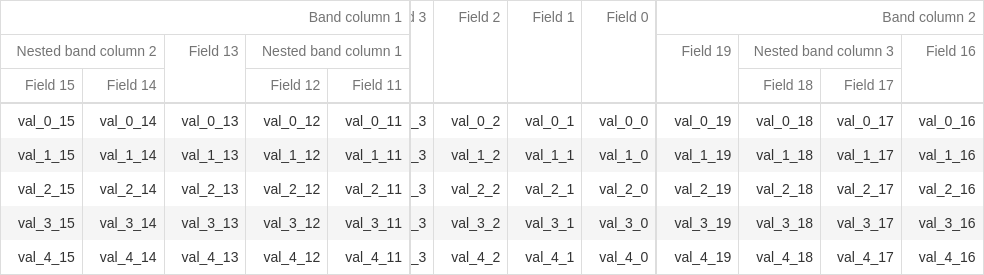 Band column 1 d 3 Field 2 Field 1 Field 0 Band column 2
Nested band column 2 Field 13 Nested band column 1 Field 19 Nested band column 3 Field 16
Field 15 Field 14 Field 12 Field 11 Field 18 Field 17
val_0_15 val_0_14 val_0_13 val_0_12 val_0_11 _3 val_0_2 val_0_1 val_0_0 val_0_19 val_0_18 val_0_17 val_0_16
val_1_15 val_1_14 val_1_13 val_1_12 val_1_11 _3 val_1_2 val_1_1 val_1_0 val_1_19 val_1_18 val_1_17 val_1_16
val_2_15 val_2_14 val_2_13 val_2_12 val_2_11 _3 val_2_2 val_2_1 val_2_0 val_2_19 val_2_18 val_2_17 val_2_16
val_3_15 val_3_14 val_3_13 val_3_12 val_3_11 _3 val_3_2 val_3_1 val_3_0 val_3_19 val_3_18 val_3_17 val_3_16
val_4_15 val_4_14 val_4_13 val_4_12 val_4_11 _3 val_4_2 val_4_1 val_4_0 val_4_19 val_4_18 val_4_17 val_4_16